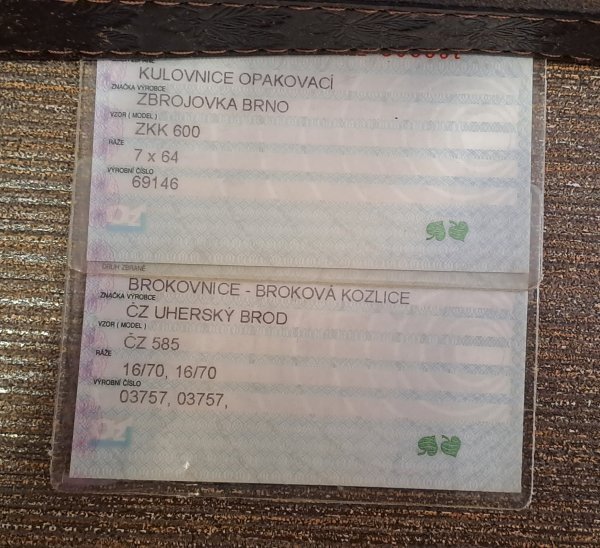 KULOVNICE OPAKOVACÍ
ZNAČKA VÝROBCE
ZBROJOVKA BRNO
VZOR ( MODEL )
ZKK 600
RÁŽE
7 x 64
VÝROBNÍ ČÍSLO
69146
DRUH ZBRANĚ
BROKOVNICE - BROKOVÁ KOZLICE
ZNAČKA VÝROBCE
ČZ UHERSKÝ BROD
VZOR ( MODEL )
ČZ 585
RÁŽE
16/70, 16/70
VÝROBNÍ ČÍSLO
03757, 03757,